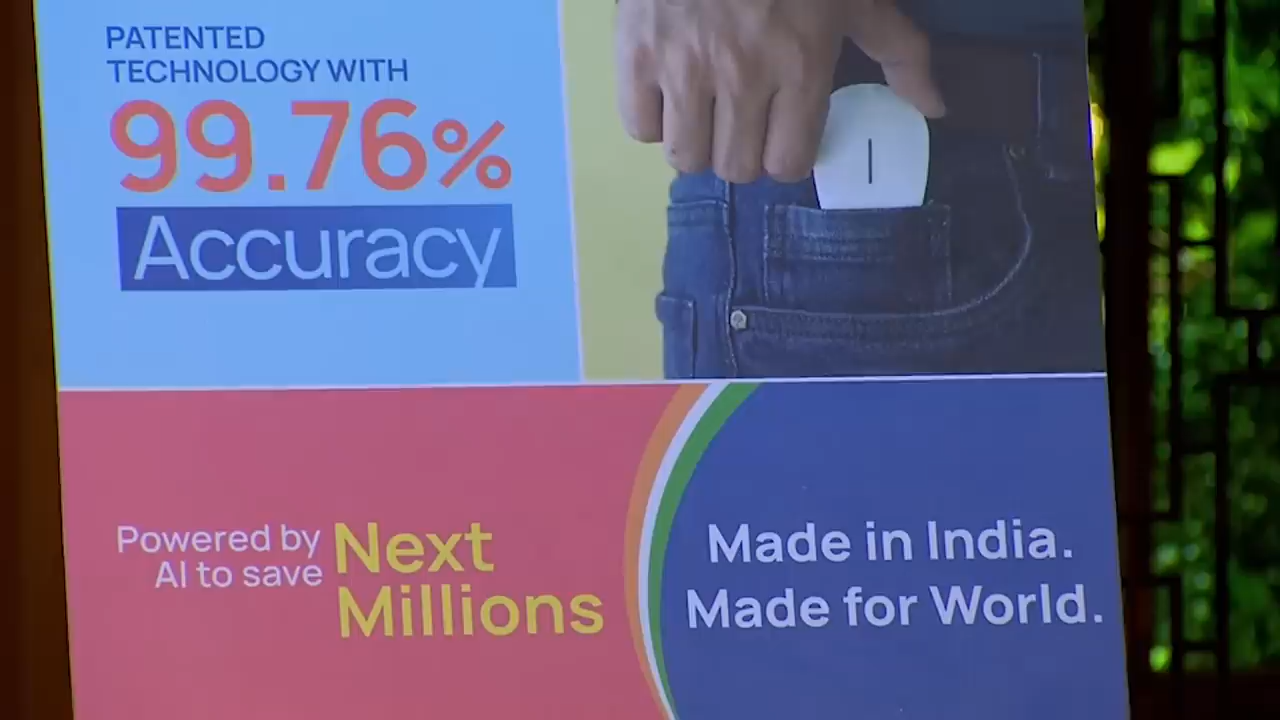 PATENTED
TECHNOLOGY WITH
99.76%
Accuracy
Powered by
AI to save
Next
Millions
Made in India.
Made for World.